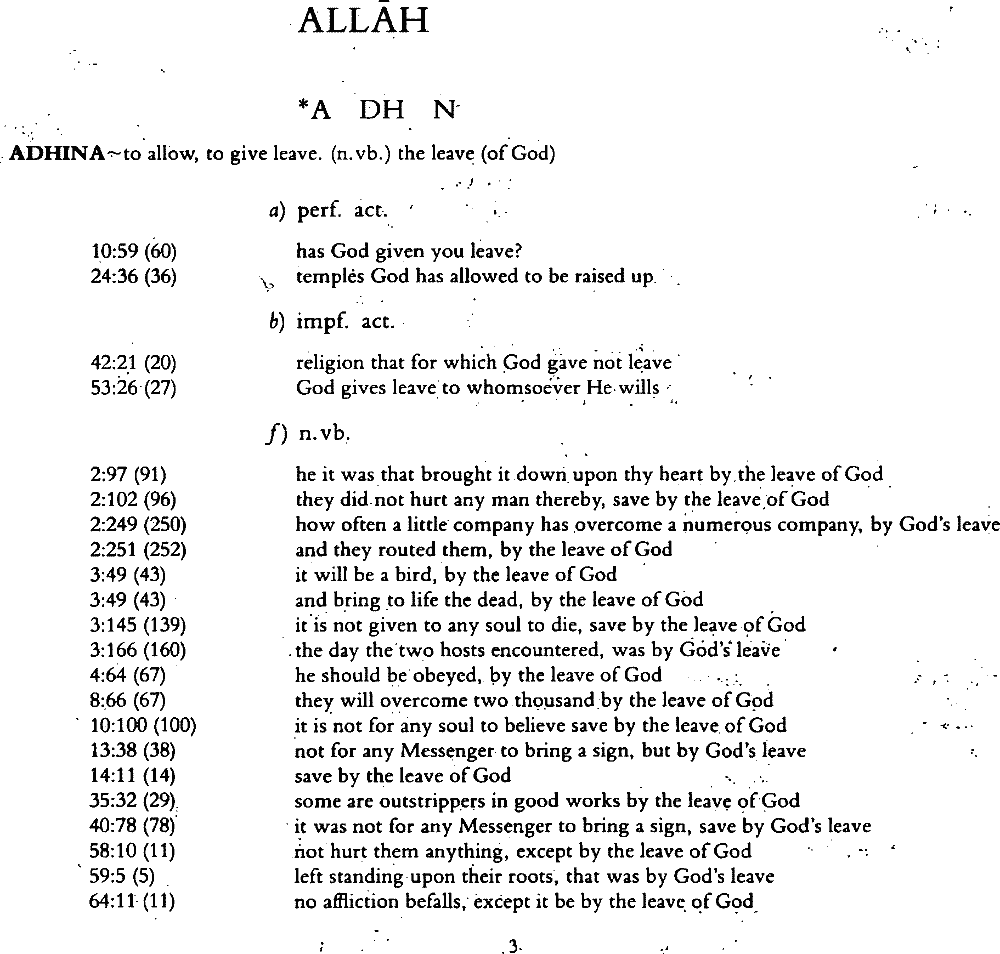 ALLĀH
*A DH N
ADHINA~to allow, to give leave. (n.vb.) the leave (of God)
a) perf. act.
10:59 (60) has God given you leave?
24:36 (36) temples God has allowed to be raised up
b) impf. act.
42:21 (20) religion that for which God gave not leave
53:26 (27) God gives leave to whomsoever He wills
f) n.vb.
2:97 (91) he it was that brought it down upon thy heart by the leave of God
2:102 (96) they did not hurt any man thereby, save by the leave of God
2:249 (250) how often a little company has overcome a numerous company, by God's leave
2:251 (252) and they routed them, by the leave of God
3:49 (43) it will be a bird, by the leave of God
3:49 (43) and bring to life the dead, by the leave of God
3:145 (139) it is not given to any soul to die, save by the leave of God
3:166 (160) the day the two hosts encountered, was by God's leave
4:64 (67) he should be obeyed, by the leave of God
8:66 (67) they will overcome two thousand by the leave of God
10:100 (100) it is not for any soul to believe save by the leave of God
13:38 (38) not for any Messenger to bring a sign, but by God's leave
14:11 (14) save by the leave of God
35:32 (29) some are outstrippers in good works by the leave of God
40:78 (78) it was not for any Messenger to bring a sign, save by God's leave
58:10 (11) not hurt them anything, except by the leave of God
59:5 (5) left standing upon their roots, that was by God's leave
64:11 (11) no affliction befalls, except it be by the leave of God
3